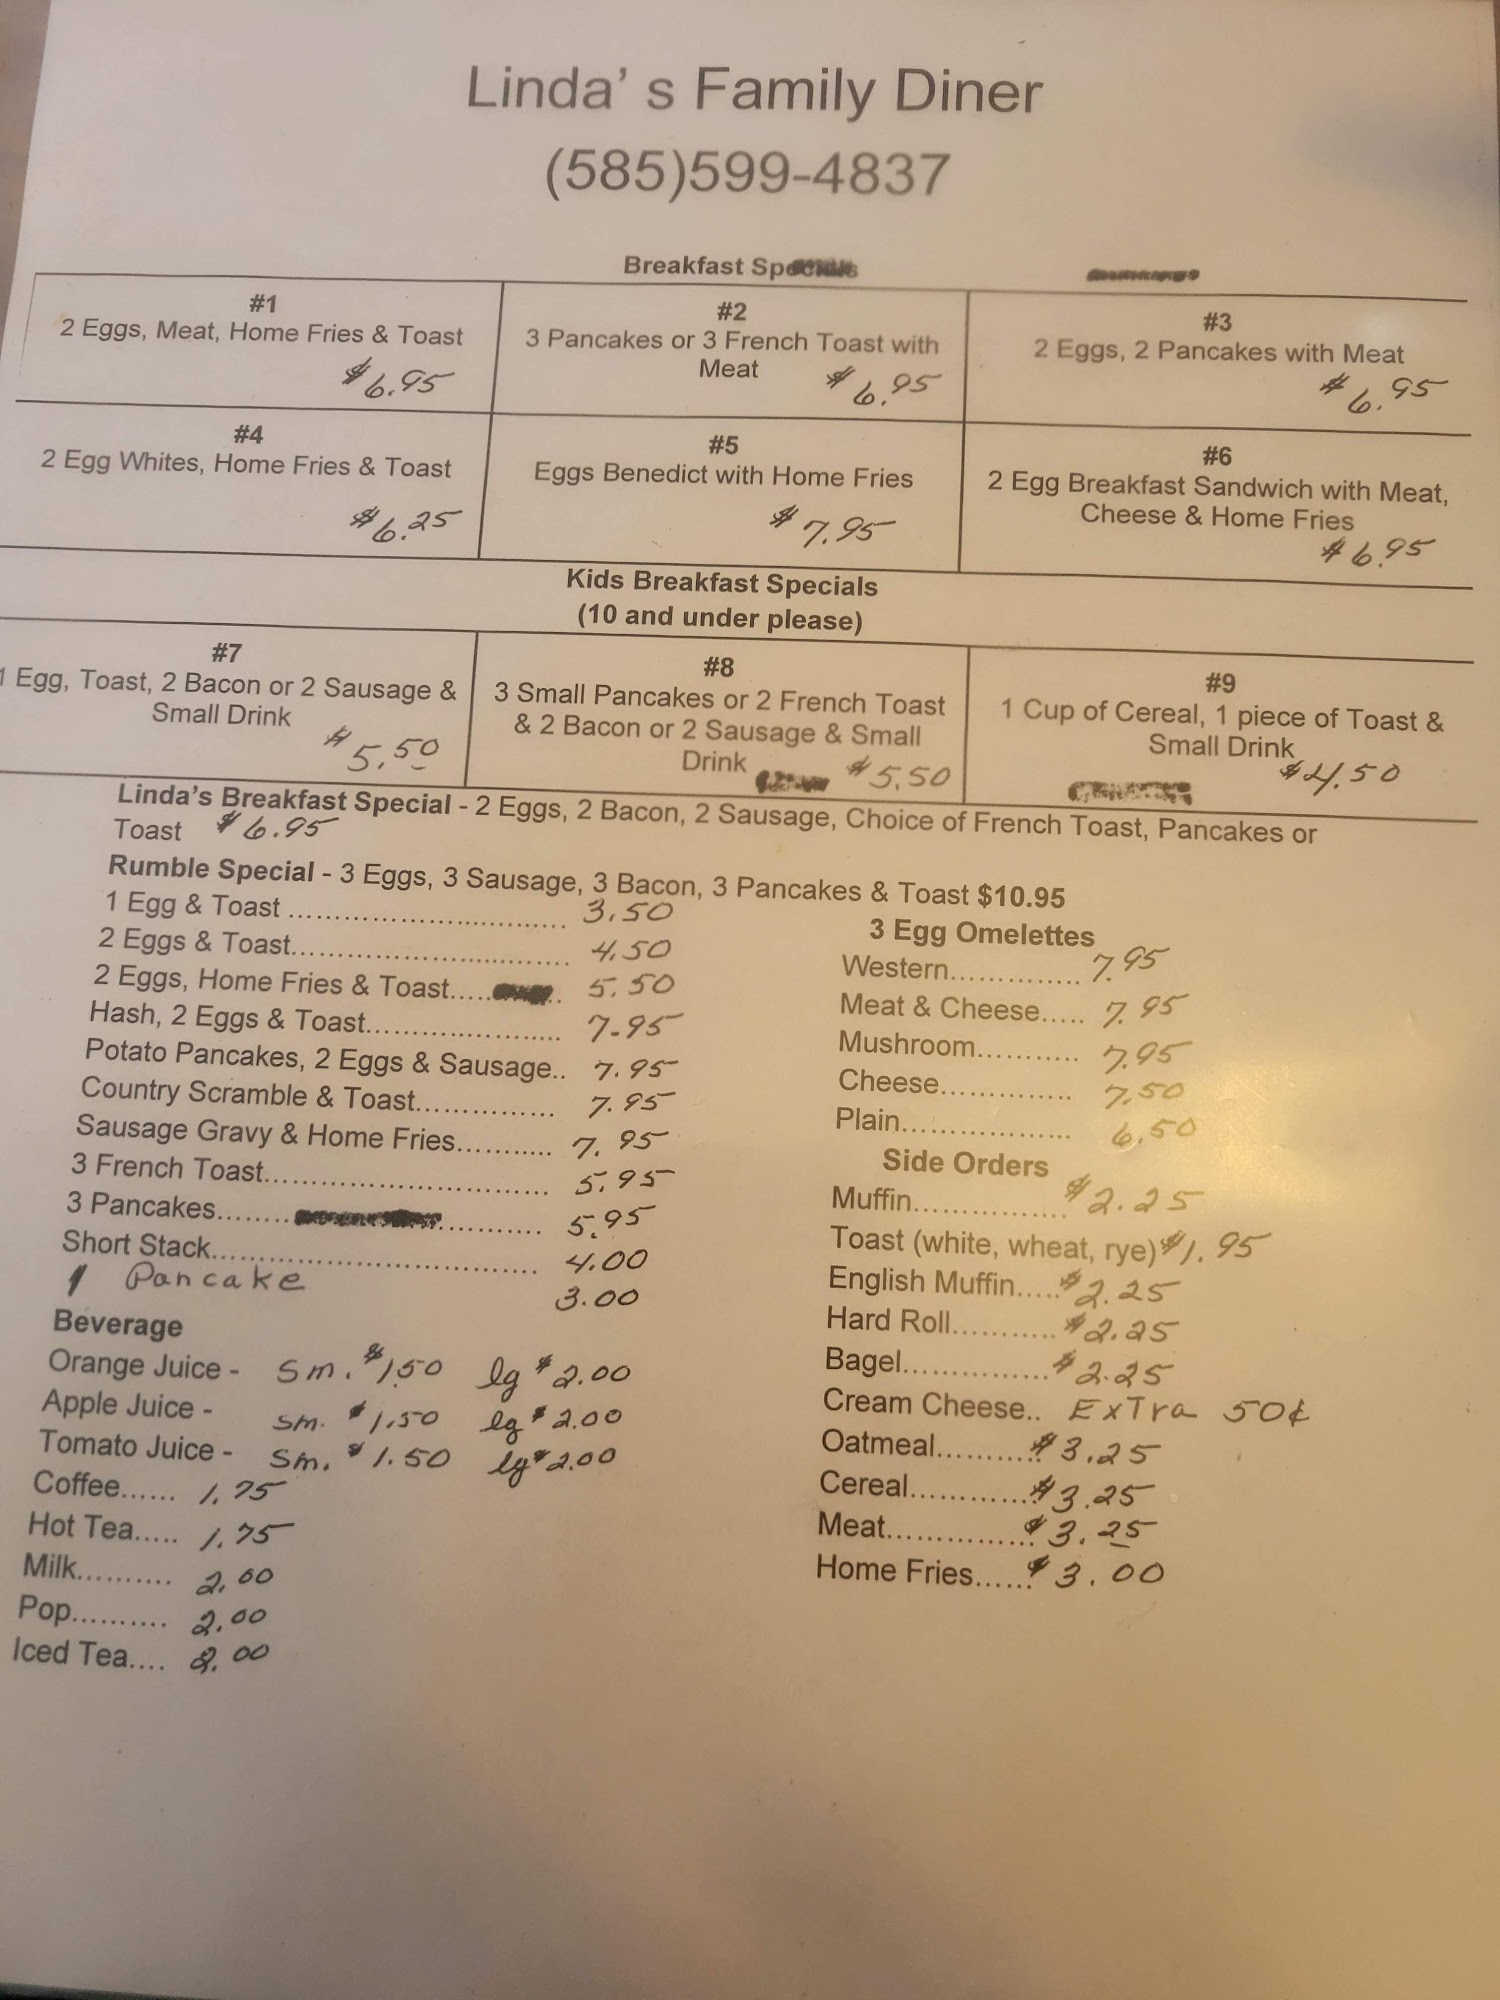 Linda's Family Diner
(585)599-4837
Breakfast Specials
#1
2 Eggs, Meat, Home Fries & Toast
$6.95
#2
3 Pancakes or 3 French Toast with
Meat $6.95
#3
2 Eggs, 2 Pancakes with Meat
$6.95
#4
2 Egg Whites, Home Fries & Toast
$6.25
#5
Eggs Benedict with Home Fries
$7.95
#6
2 Egg Breakfast Sandwich with Meat,
Cheese & Home Fries
$6.95
Kids Breakfast Specials
(10 and under please)
#7
1 Egg, Toast, 2 Bacon or 2 Sausage &
Small Drink
$5.50
#8
3 Small Pancakes or 2 French Toast
& 2 Bacon or 2 Sausage & Small
Drink $5.50
#9
1 Cup of Cereal, 1 piece of Toast &
Small Drink
$4.50
Linda's Breakfast Special - 2 Eggs, 2 Bacon, 2 Sausage, Choice of French Toast, Pancakes or
Toast $6.95
Rumble Special - 3 Eggs, 3 Sausage, 3 Bacon, 3 Pancakes & Toast $10.95
1 Egg & Toast .............................. 3.50
2 Eggs & Toast.............................. 4.50
2 Eggs, Home Fries & Toast..... .. 5.50
Hash, 2 Eggs & Toast..................... 7-95
Potato Pancakes, 2 Eggs & Sausage.. 7.95
Country Scramble & Toast............... 7.95
Sausage Gravy & Home Fries.......... 7.95
3 French Toast.............................. 5.95
3 Pancakes........ ........... 5.95
Short Stack.................................. 4.00
1 Pancake 3.00
3 Egg Omelettes
Western............. 7.95
Meat & Cheese..... 7.95
Mushroom........... 7.95
Cheese.............. 7.50
Plain................. 6.50
Side Orders
Muffin............... $2.25
Toast (white, wheat, rye) $1.95
English Muffin..... $2.25
Hard Roll........... $2.25
Bagel............... $2.25
Cream Cheese.. ExTra 50¢
Oatmeal.......... $3.25
Cereal............. $3.25
Meat............... $3.25
Home Fries...... $3.00
Beverage
Orange Juice - Sm. $1.50 lg $2.00
Apple Juice - sm. $1.50 lg $2.00
Tomato Juice - Sm. $1.50 lg $2.00
Coffee...... 1.75
Hot Tea..... 1.75
Milk.......... 2.00
Pop.......... 2.00
Iced Tea.... 2.00